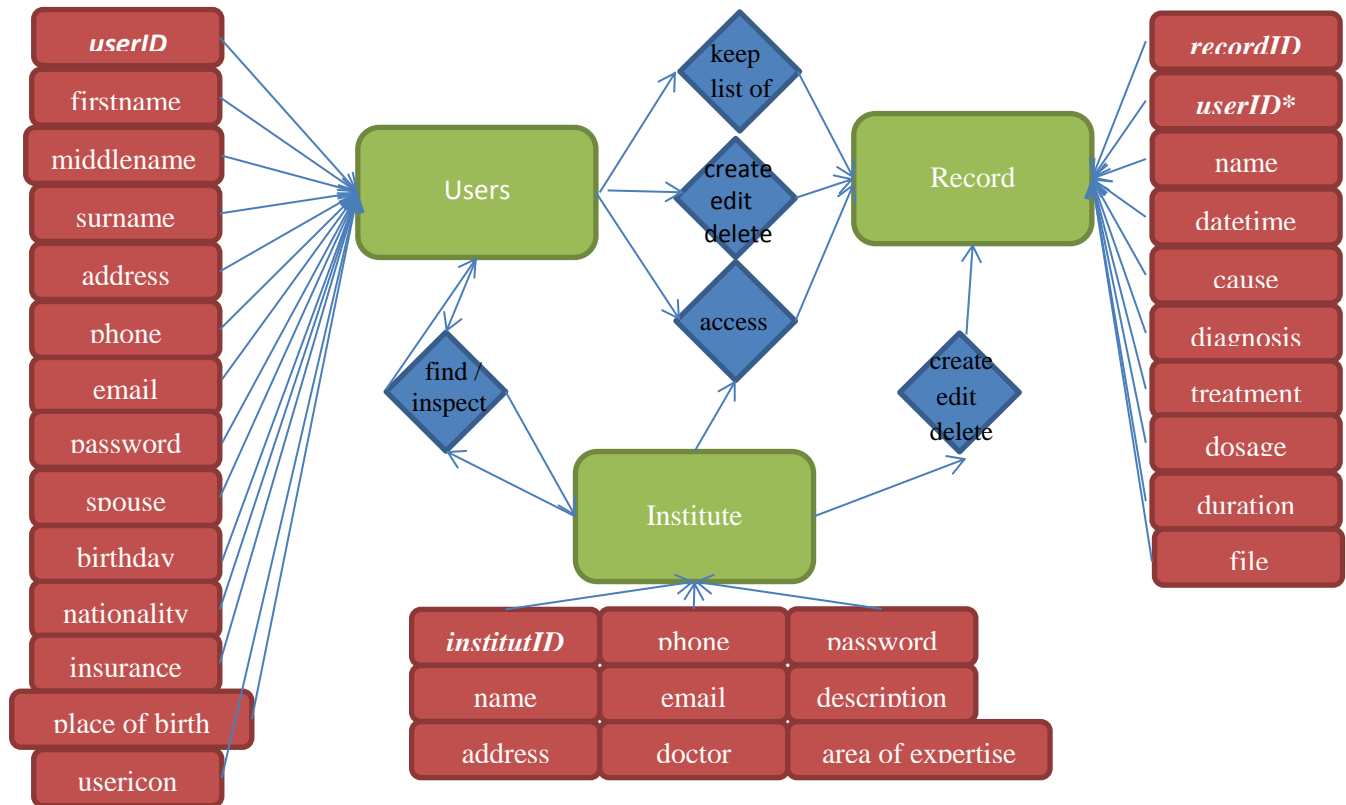 userID
firstname
middlename
surname
address
phone
email
password
spouse
birthday
nationality
insurance
place of birth
usericon
Users
keep
list of
create
edit
delete
access
find /
inspect
Record
create
edit
delete
Institute
institutID
phone
password
name
email
description
address
doctor
area of expertise
recordID
userID*
name
datetime
cause
diagnosis
treatment
dosage
duration
file